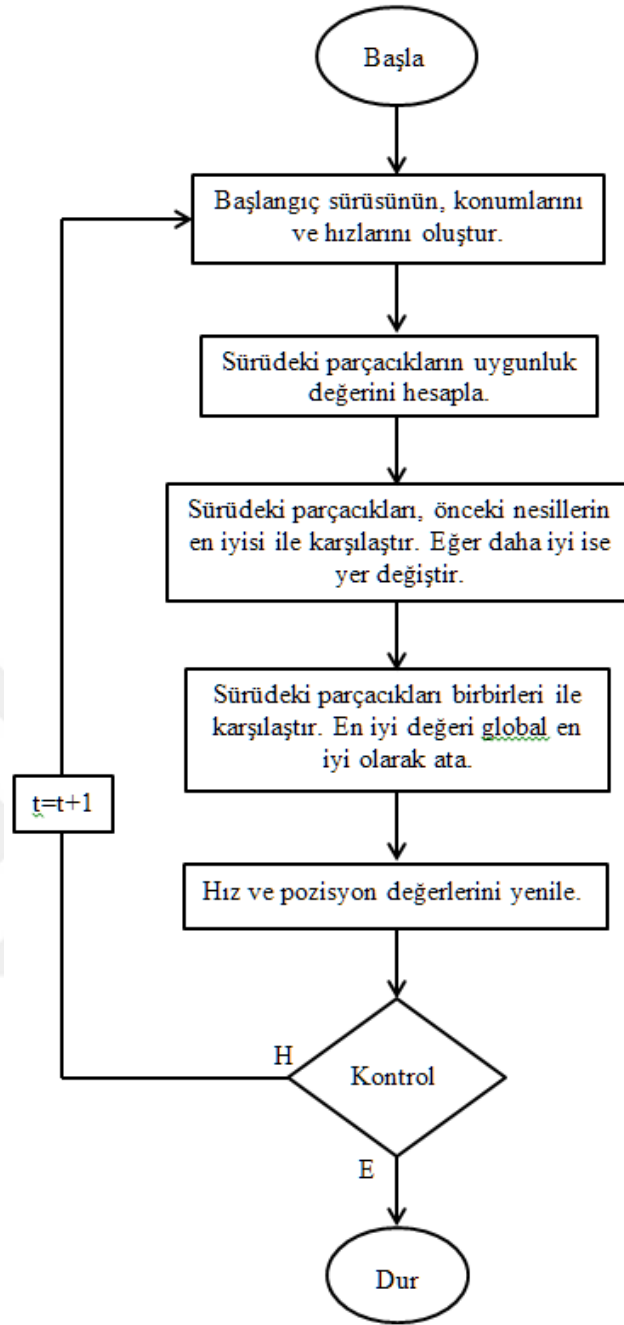 Başla
Başlangıç sürüsünün, konumlarını
ve hızlarını oluştur.
Sürüdeki parçacıkların uygunluk
değerini hesapla.
Sürüdeki parçacıkları, önceki nesillerin
en iyisi ile karşılaştır. Eğer daha iyi ise
yer değiştir.
Sürüdeki parçacıkları birbirleri ile
karşılaştır. En iyi değeri global en
iyi olarak ata.
t=t+1
Hız ve pozisyon değerlerini yenile.
H
Kontrol
E
Dur